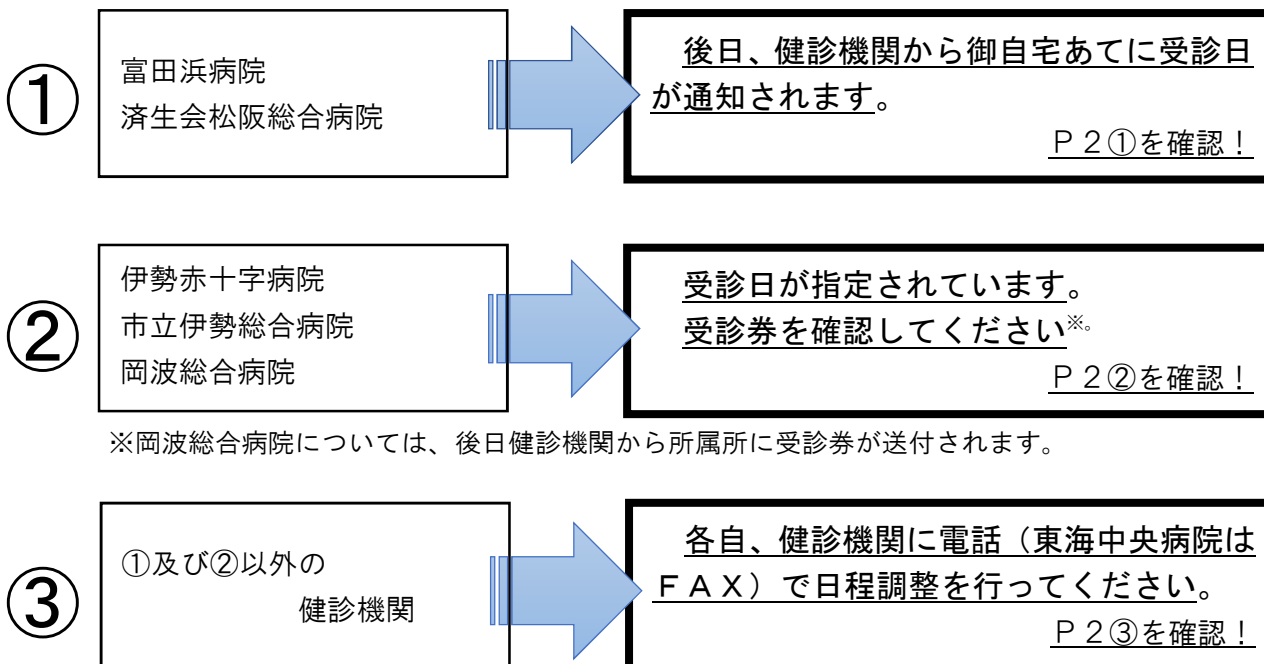 ①
富田浜病院
済生会松阪総合病院
後日、健診機関から御自宅あてに受診日
が通知されます。
Ｐ２①を確認！
②
伊勢赤十字病院
市立伊勢総合病院
岡波総合病院
受診日が指定されています。
受診券を確認してください※。
Ｐ２②を確認！
※岡波総合病院については、後日健診機関から所属所に受診券が送付されます。
③
①及び②以外の
健診機関
各自、健診機関に電話（東海中央病院は
ＦＡＸ）で日程調整を行ってください。
Ｐ２③を確認！